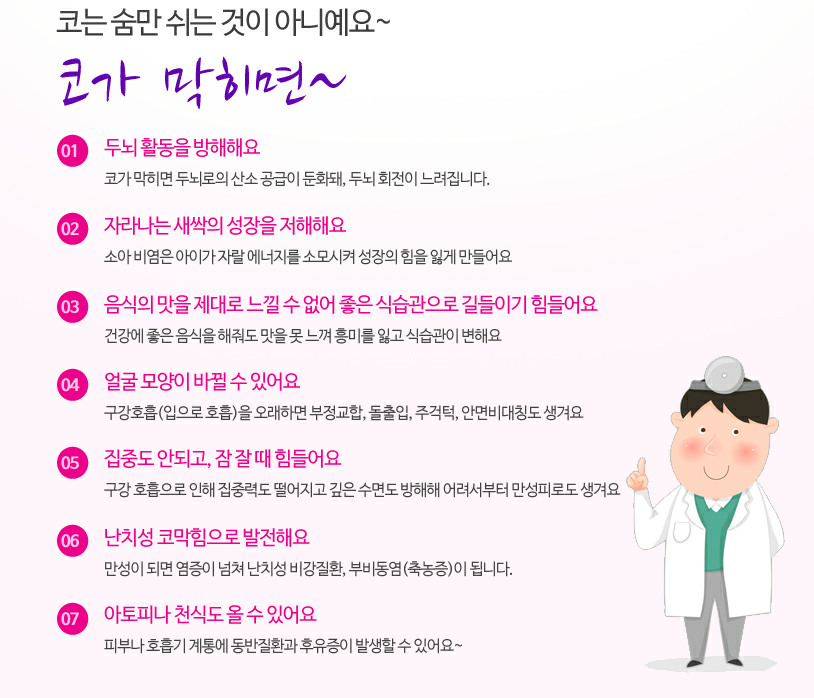 코는 숨만 쉬는 것이 아니예요~
코가 막히면~
01 두뇌 활동을 방해해요
코가 막히면 두뇌로의 산소 공급이 둔화돼, 두뇌 회전이 느려집니다.
02 자라나는 새싹의 성장을 저해해요
소아 비염은 아이가 자랄 에너지를 소모시켜 성장의 힘을 잃게 만들어요
03 음식의 맛을 제대로 느낄 수 없어 좋은 식습관으로 길들이기 힘들어요
건강에 좋은 음식을 해줘도 맛을 못 느껴 흥미를 잃고 식습관이 변해요
04 얼굴 모양이 바뀔 수 있어요
구강호흡(입으로 호흡)을 오래하면 부정교합, 돌출입, 주걱턱, 안면비대칭도 생겨요
05 집중도 안되고, 잠 잘 때 힘들어요
구강 호흡으로 인해 집중력도 떨어지고 깊은 수면도 방해해 어려서부터 만성피로도 생겨요
06 난치성 코막힘으로 발전해요
만성이 되면 염증이 넘쳐 난치성 비강질환, 부비동염(축농증)이 됩니다.
07 아토피나 천식도 올 수 있어요
피부나 호흡기 계통에 동반질환과 후유증이 발생할 수 있어요~